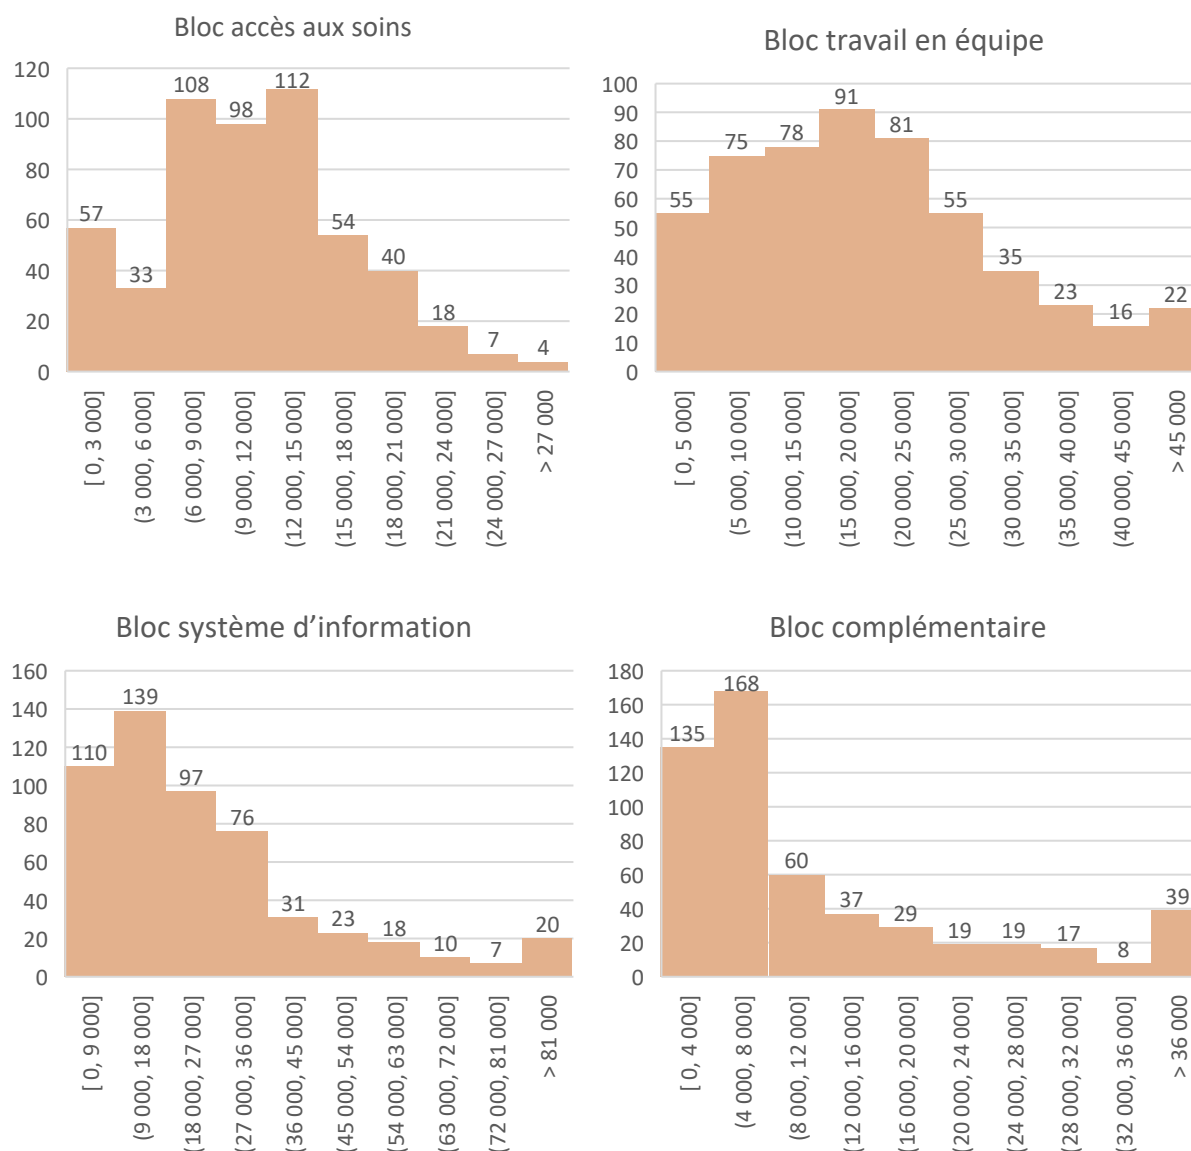 Bloc accès aux soins
120
100
80
60
40
20
0
57
33
108
98
112
54
40
18
7
4
[ 0, 3 000]
(3 000, 6 000]
(6 000, 9 000]
(9 000, 12 000]
(12 000, 15 000]
(15 000, 18 000]
(18 000, 21 000]
(21 000, 24 000]
(24 000, 27 000]
> 27 000
Bloc travail en équipe
100
90
80
70
60
50
40
30
20
10
0
55
75
78
91
81
55
35
23
16
22
[ 0, 5 000]
(5 000, 10 000]
(10 000, 15 000]
(15 000, 20 000]
(20 000, 25 000]
(25 000, 30 000]
(30 000, 35 000]
(35 000, 40 000]
(40 000, 45 000]
> 45 000
Bloc système d’information
160
140
120
100
80
60
40
20
0
110
139
97
76
31
23
18
10
7
20
[ 0, 9 000]
(9 000, 18 000]
(18 000, 27 000]
(27 000, 36 000]
(36 000, 45 000]
(45 000, 54 000]
(54 000, 63 000]
(63 000, 72 000]
(72 000, 81 000]
> 81 000
Bloc complémentaire
180
160
140
120
100
80
60
40
20
0
135
168
60
37
29
19
19
17
8
39
[ 0, 4 000]
(4 000, 8 000]
(8 000, 12 000]
(12 000, 16 000]
(16 000, 20 000]
(20 000, 24 000]
(24 000, 28 000]
(28 000, 32 000]
(32 000, 36 000]
> 36 000